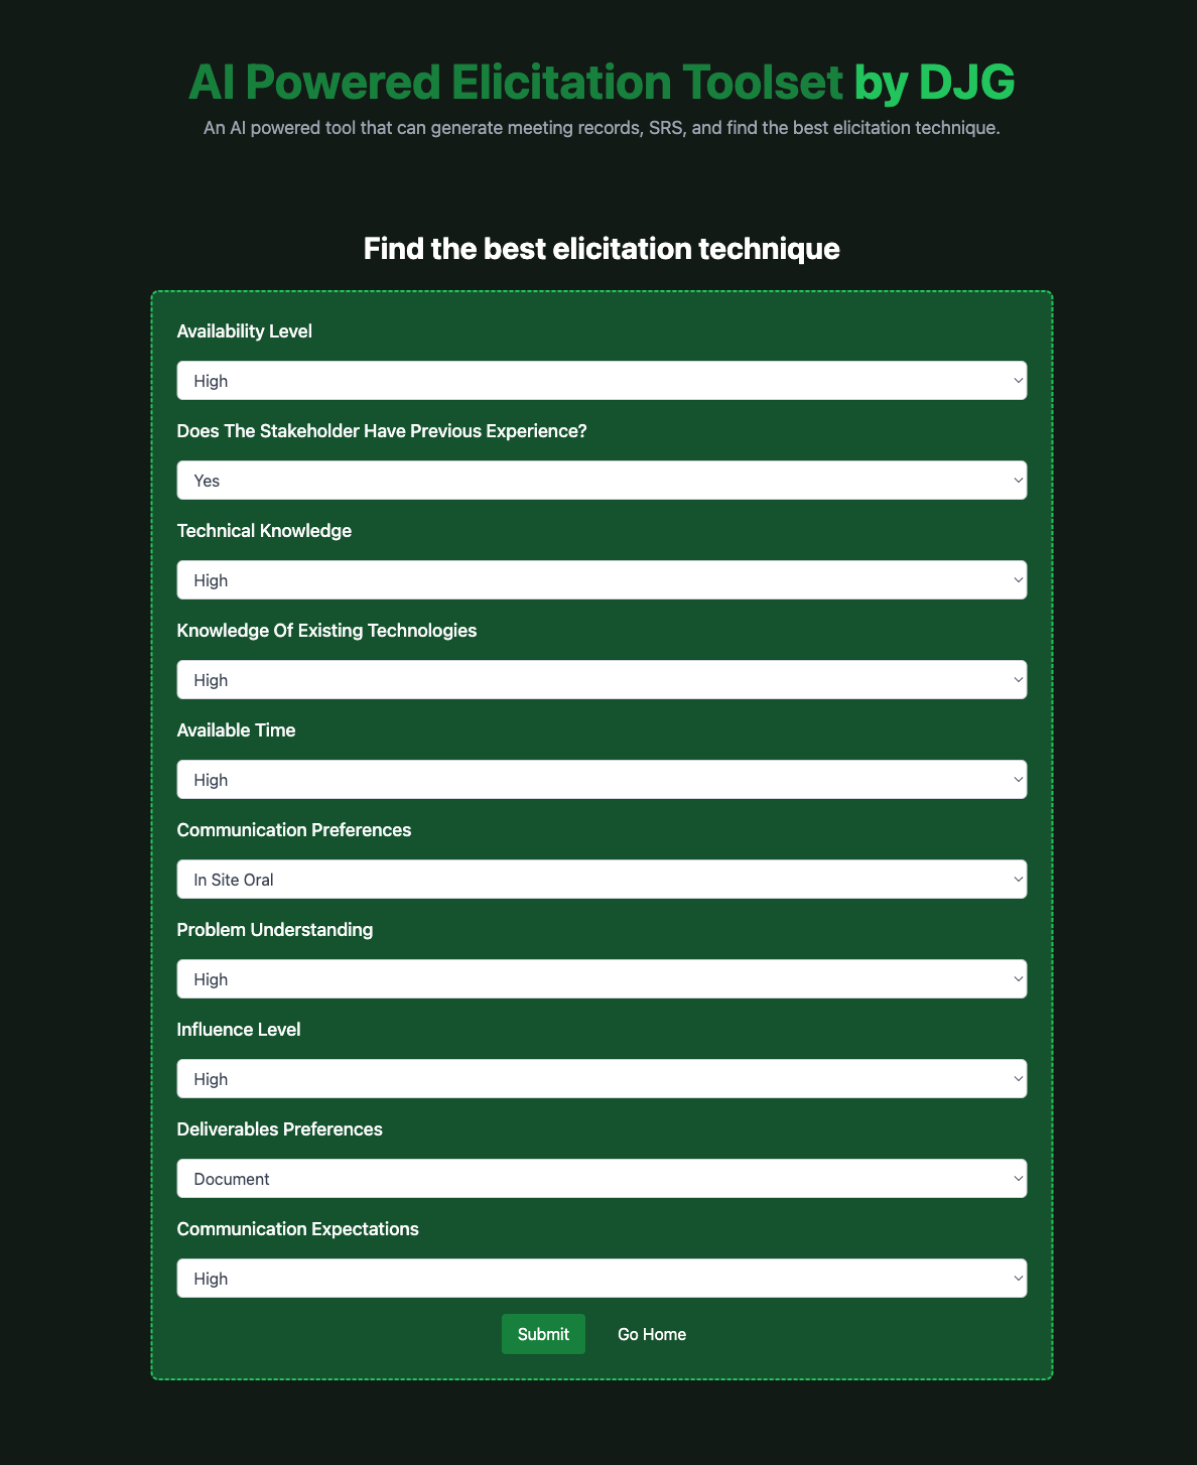 AI Powered Elicitation Toolset by DJG
An AI powered tool that can generate meeting records, SRS, and find the best elicitation technique.
Find the best elicitation technique
Availability Level
High
Does The Stakeholder Have Previous Experience?
Yes
Technical Knowledge
High
Knowledge Of Existing Technologies
High
Available Time
High
Communication Preferences
In Site Oral
Problem Understanding
High
Influence Level
High
Deliverables Preferences
Document
Communication Expectations
High
Submit Go Home